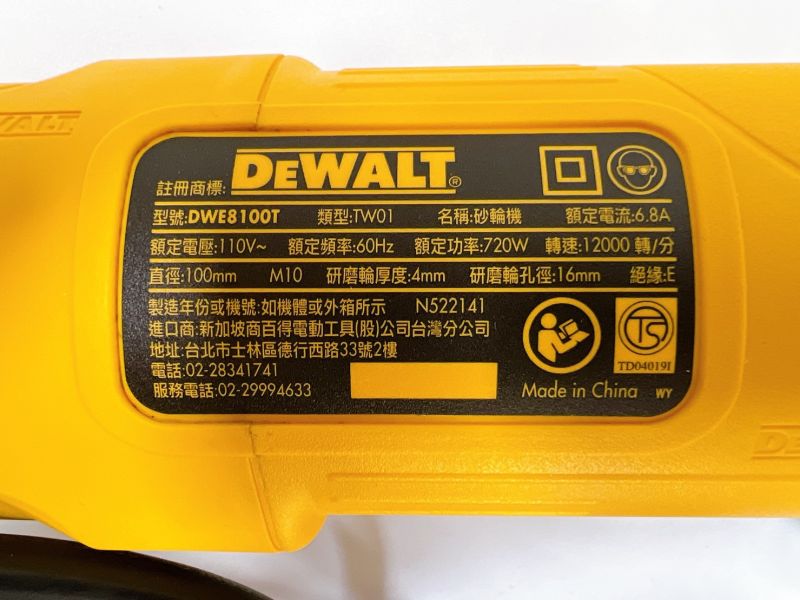 註冊商標: DEWALT®
型號:DWE8100T 類型:TW01 名稱:砂輪機 額定電流:6.8A
額定電壓:110V~ 額定頻率:60Hz 額定功率:720W 轉速:12000 轉/分
直徑:100mm M10 研磨輪厚度:4mm 研磨輪孔徑:16mm 絕緣:E
製造年份或機號:如機體或外箱所示 N522141
進口商:新加坡商百得電動工具(股)公司台灣分公司
地址:台北市士林區德行西路33號2樓
電話:02-28341741
服務電話:02-29994633
TS
TD04019I
Made in China WY